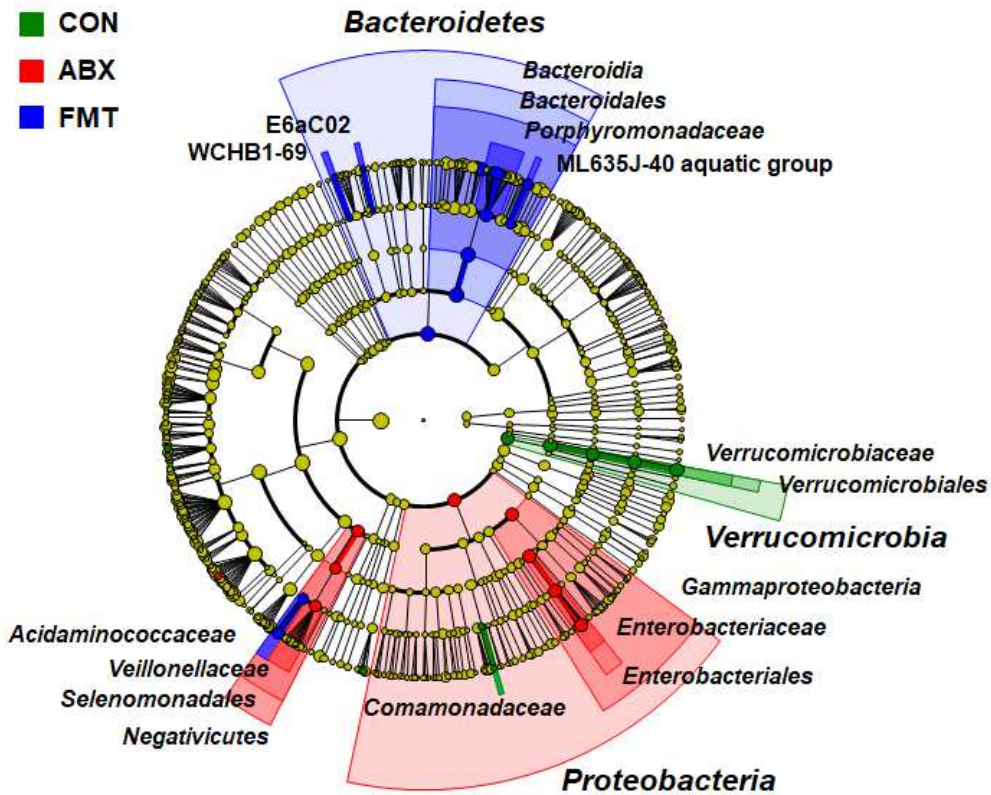 CON
ABX
FMT
Bacteroidetes
Bacteroidia
Bacteroidales
Porphyromonadaceae
ML635J-40 aquatic group
E6aC02
WCHB1-69
Verrucomicrobiaceae
Verrucomicrobiales
Verrucomicrobia
Gammaproteobacteria
Enterobacteriaceae
Enterobacteriales
Acidaminococcaceae
Veillonellaceae
Selenomonadales
Negativicutes
Comamonadaceae
Proteobacteria